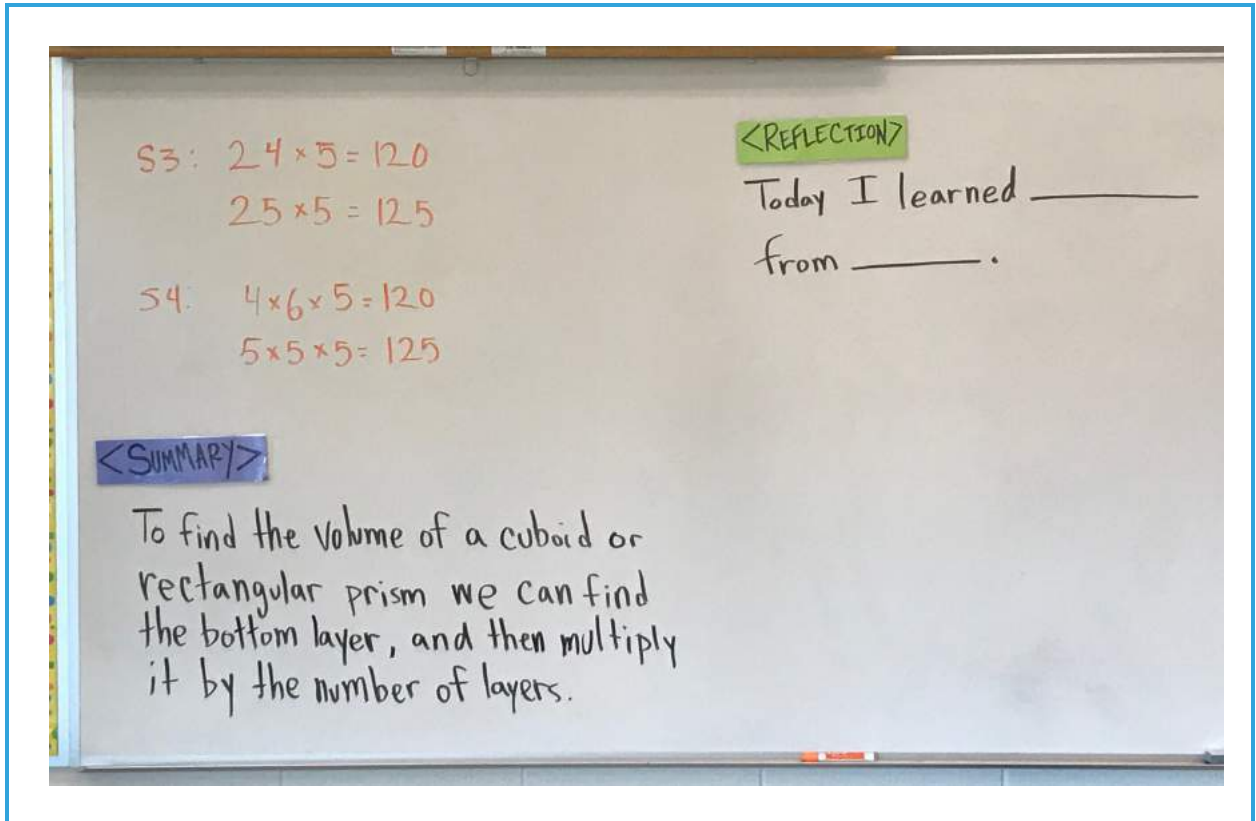 S3: 24 × 5 = 120
25 × 5 = 125
S4. 4 × 6 × 5 = 120
5 × 5 × 5 = 125
<SUMMARY>
To find the volume of a cuboid or
rectangular prism we can find
the bottom layer, and then multiply
it by the number of layers.
<REFLECTION>
Today I learned ________
from ______.